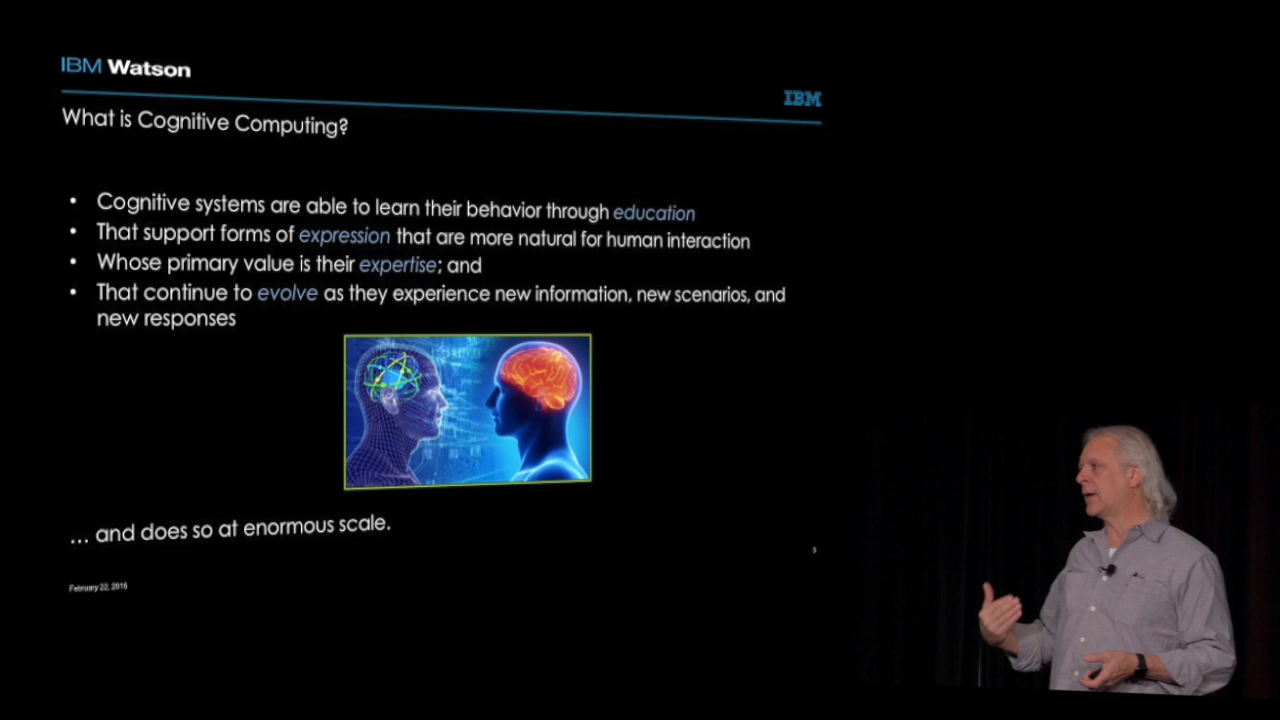 IBM Watson
IBM
What is Cognitive Computing?
• Cognitive systems are able to learn their behavior through education
• That support forms of expression that are more natural for human interaction
• Whose primary value is their expertise; and
• That continue to evolve as they experience new information, new scenarios, and
new responses
... and does so at enormous scale.
3
February 22, 2016